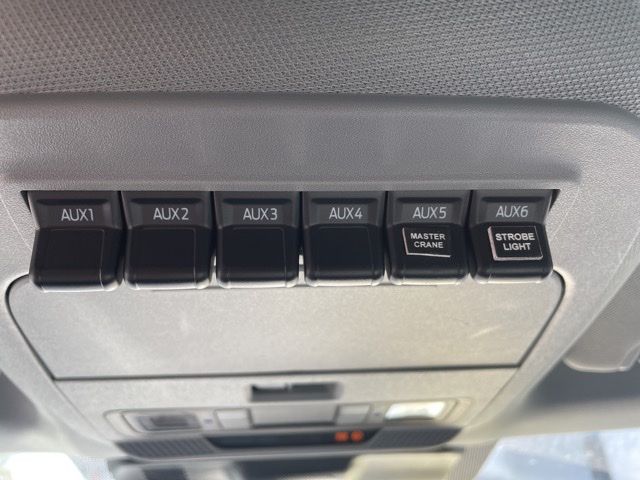 AUX1 AUX2 AUX3 AUX4 AUX5 AUX6
MASTER
CRANE
STROBE
LIGHT